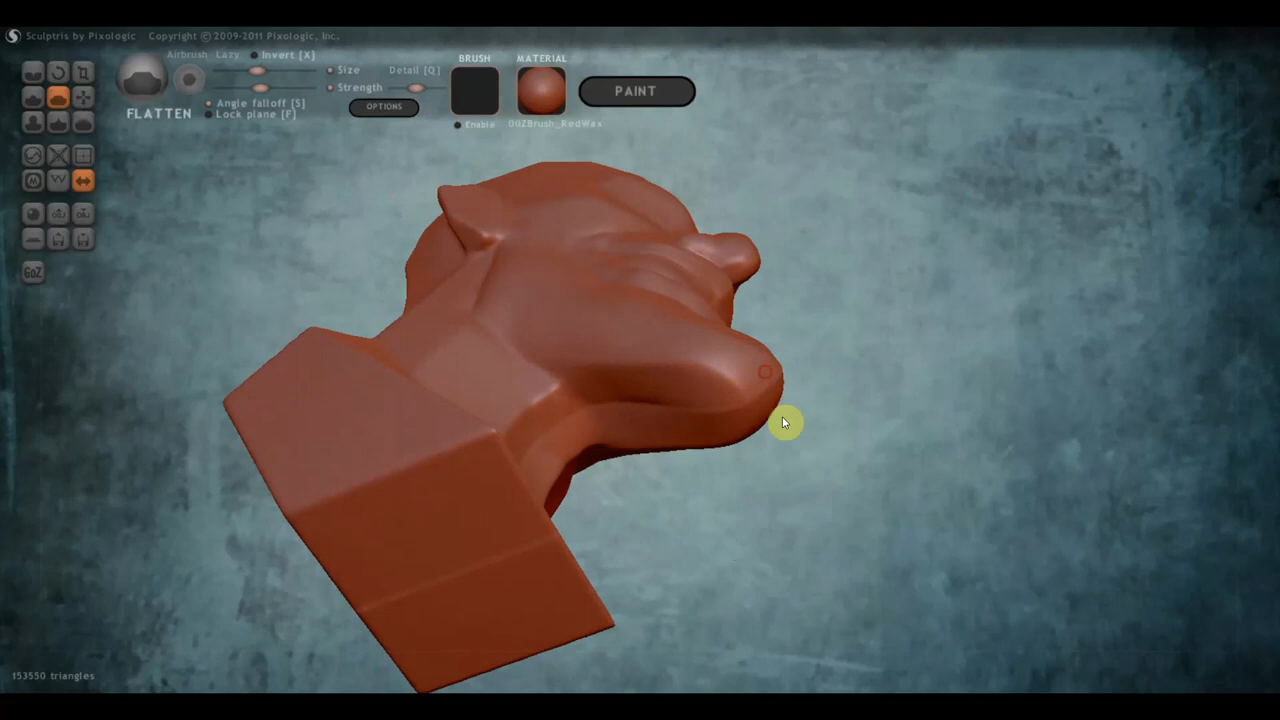 Sculptris by Pixologic Copyright ©2009-2011 Pixologic, Inc.
Airbrush Lazy Invert [X]
Size Detail [Q]
Strength
Angle falloff [S]
Lock plane [F]
FLATTEN
OPTIONS
BRUSH
Enable
MATERIAL
00ZBrush_RedWax
PAINT
GoZ
153550 triangles